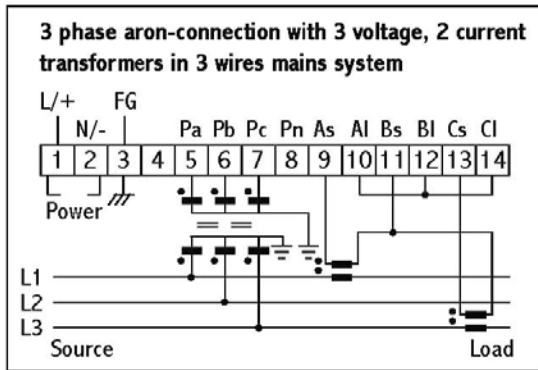 3 phase aron-connection with 3 voltage, 2 current
transformers in 3 wires mains system
L/+ FG
N/- Pa Pb Pc Pn As Al Bs Bl Cs Cl
1 2 3 4 5 6 7 8 9 10 11 12 13 14
Power
L1
L2
L3
Source Load